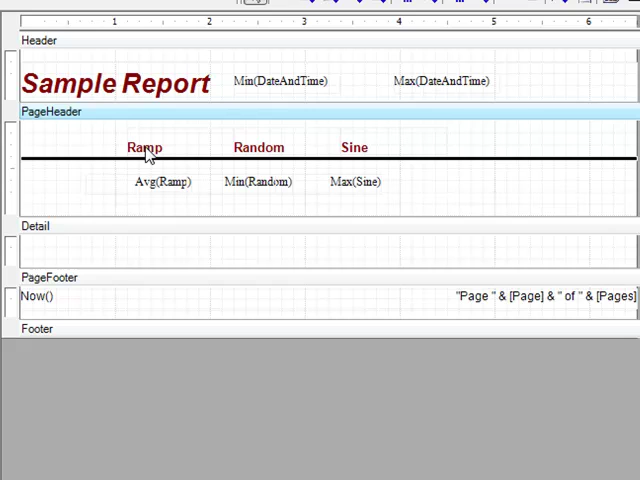 1 2 3 4 5 6
Header
Sample Report Min(DateAndTime) Max(DateAndTime)
PageHeader
Ramp Random Sine
Avg(Ramp) Min(Random) Max(Sine)
Detail
PageFooter
Now() "Page " & [Page] & " of " & [Pages]
Footer